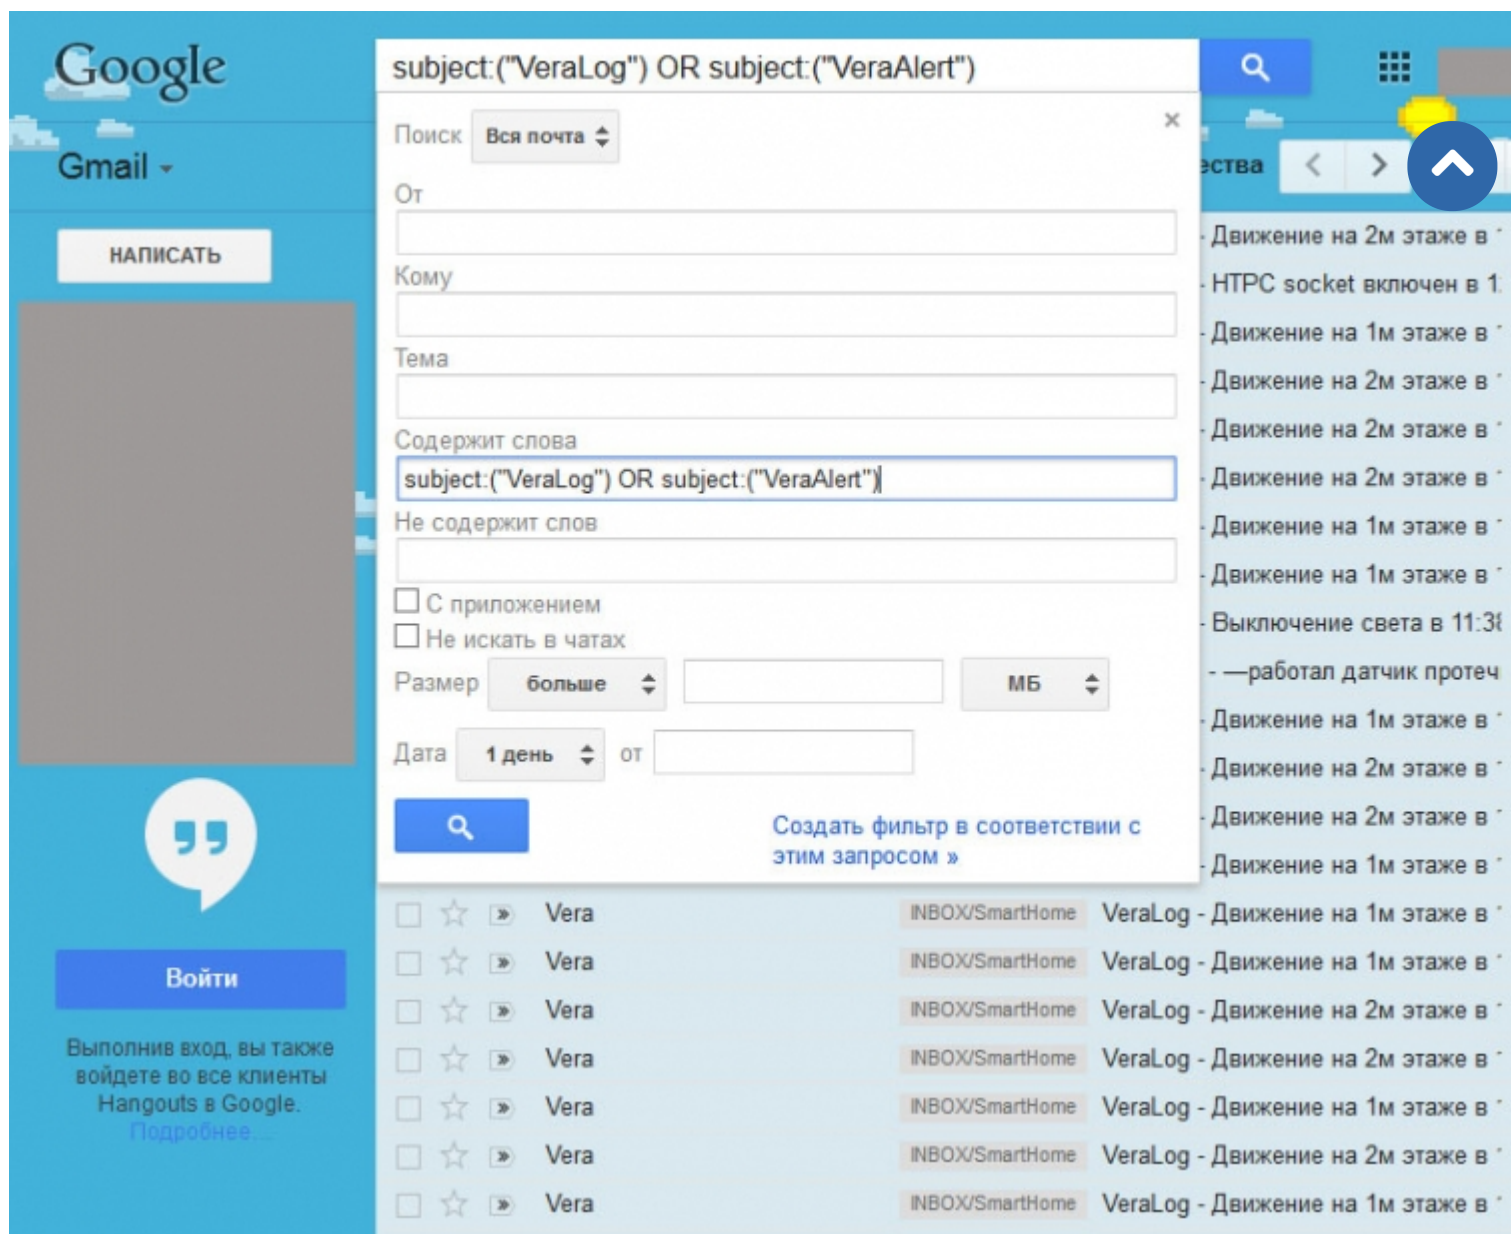 Google
subject:("VeraLog") OR subject:("VeraAlert")
Поиск Вся почта
Gmail
ества
От
НАПИСАТЬ
- Движение на 2м этаже в
Кому
- HTPC socket включен в 1
- Движение на 1м этаже в
Тема
- Движение на 2м этаже в
- Движение на 2м этаже в
Содержит слова
subject:("VeraLog") OR subject:("VeraAlert")
- Движение на 2м этаже в
Не содержит слов
- Движение на 1м этаже в
- Движение на 1м этаже в
С приложением
- Выключение света в 11:38
Не искать в чатах
- —работал датчик протеч
Размер больше МБ
- Движение на 1м этаже в
Дата 1 день от
- Движение на 2м этаже в
- Движение на 2м этаже в
Создать фильтр в соответствии с
этим запросом »
- Движение на 1м этаже в
Vera INBOX/SmartHome VeraLog - Движение на 1м этаже в
Vera INBOX/SmartHome VeraLog - Движение на 1м этаже в
Vera INBOX/SmartHome VeraLog - Движение на 2м этаже в
Vera INBOX/SmartHome VeraLog - Движение на 2м этаже в
Vera INBOX/SmartHome VeraLog - Движение на 1м этаже в
Vera INBOX/SmartHome VeraLog - Движение на 2м этаже в
Vera INBOX/SmartHome VeraLog - Движение на 1м этаже в
Войти
Выполнив вход, вы также
войдете во все клиенты
Hangouts в Google.
Подробнее...